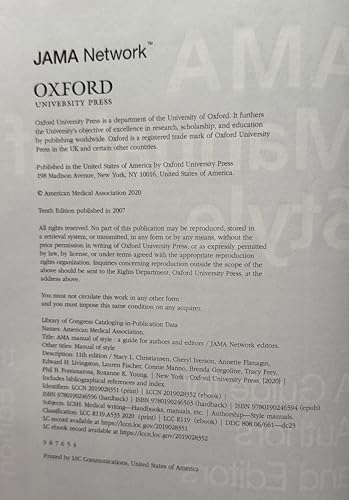 JAMA Network™
OXFORD
UNIVERSITY PRESS
Oxford University Press is a department of the University of Oxford. It furthers
the University's objective of excellence in research, scholarship, and education
by publishing worldwide. Oxford is a registered trade mark of Oxford University
Press in the UK and certain other countries.
Published in the United States of America by Oxford University Press
198 Madison Avenue, New York, NY 10016, United States of America.
© American Medical Association 2020
Tenth Edition published in 2007
All rights reserved. No part of this publication may be reproduced, stored in
a retrieval system, or transmitted, in any form or by any means, without the
prior permission in writing of Oxford University Press, or as expressly permitted
by law, by license, or under terms agreed with the appropriate reproduction
rights organization. Inquiries concerning reproduction outside the scope of the
above should be sent to the Rights Department, Oxford University Press, at the
address above.
You must not circulate this work in any other form
and you must impose this same condition on any acquirer.
Library of Congress Cataloging-in-Publication Data
Names: American Medical Association.
Title: AMA manual of style : a guide for authors and editors / JAMA Network editors.
Other titles: Manual of style
Description: 11th edition / Stacy L. Christiansen, Cheryl Iverson, Annette Flanagin,
Edward H. Livingston, Lauren Fischer, Connie Manno, Brenda Gregoline, Tracy Frey,
Phil B. Fontanarosa, Roxanne K. Young. | New York : Oxford University Press, [2020] |
Includes bibliographical references and index.
Identifiers: LCCN 2019028351 (print) | LCCN 2019028352 (ebook) |
ISBN 9780190246556 (hardback) | ISBN 9780190246563 (hardback) | ISBN 9780190246594 (epub)
Subjects: LCSH: Medical writing—Handbooks, manuals, etc. | Authorship—Style manuals.
Classification: LCC R119 .A533 2020 (print) | LCC R119 (ebook) | DDC 808.06/661—dc23
LC record available at https://lccn.loc.gov/2019028351
LC ebook record available at https://lccn.loc.gov/2019028352
9 8 7 6 5 4
Printed by LSC Communications, United States of America